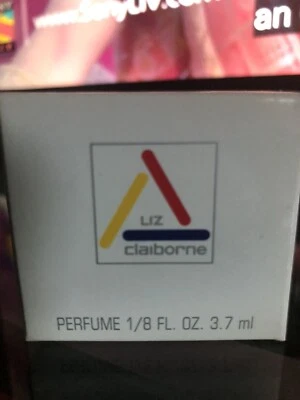 an
LIZ
claiborne
PERFUME 1/8 FL. OZ. 3.7 ml